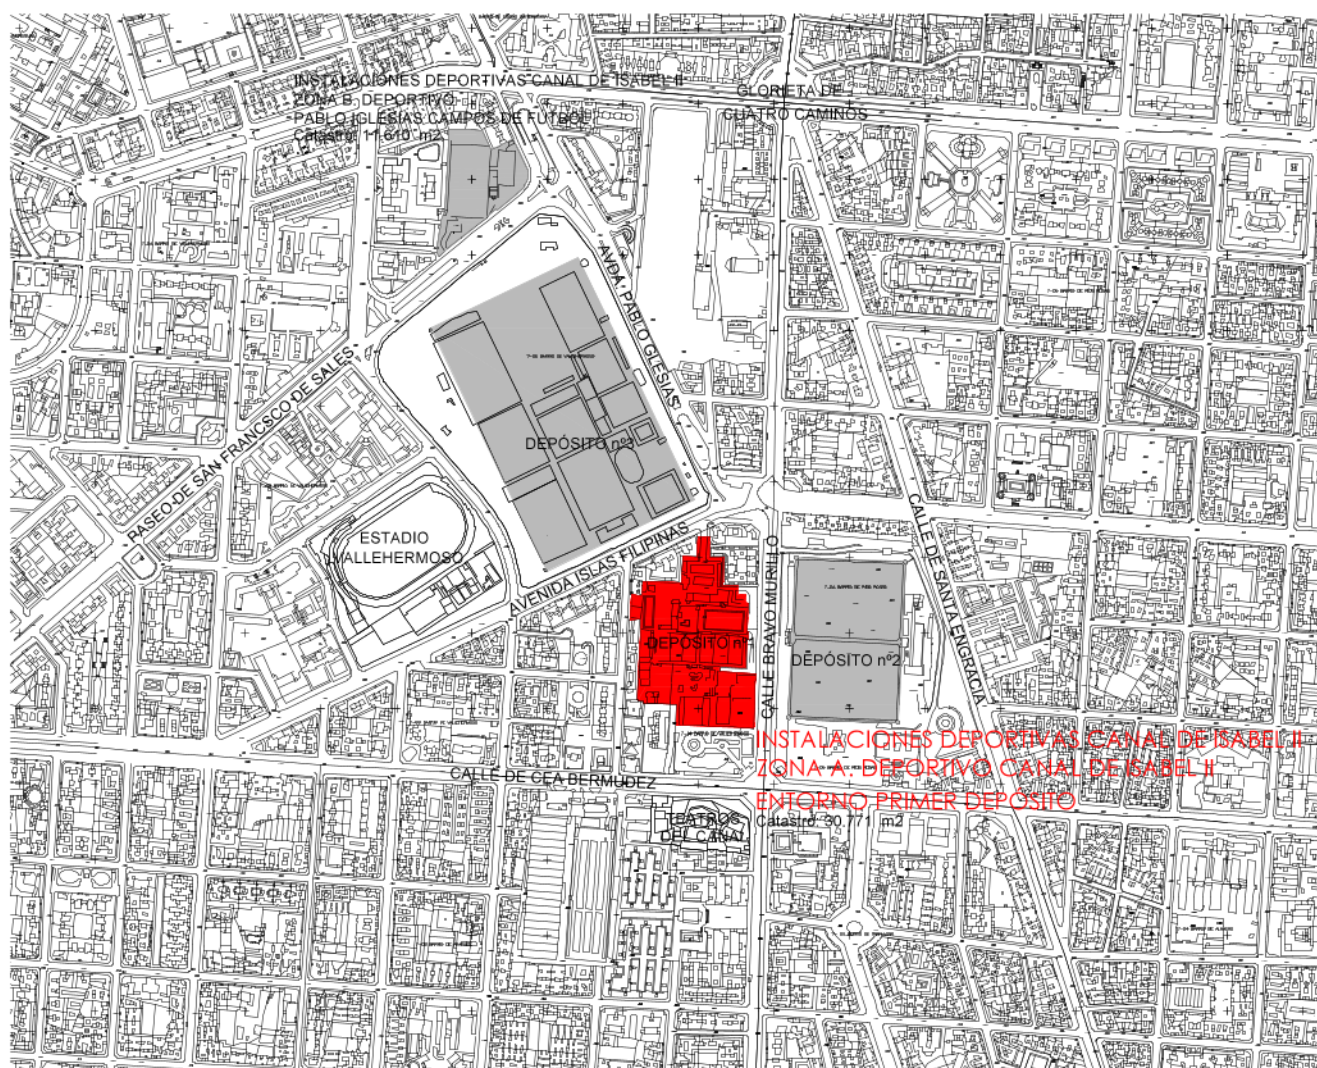 INSTALACIONES DEPORTIVAS CANAL DE ISABEL II
ZONA B. DEPORTIVO
PABLO IGLESIAS CAMPOS DE FÚTBOL
Catastro: 11.610 m2
GLORIETA DE
CUATRO CAMINOS
AVDA. PABLO GLESIAS
PASEO DE SAN FRANCSCO DE SALES
DEPÓSITO nº3
ESTADIO
VALLEHERMOSO
AVENIDA ISLAS FILIPINAS
CALLE BRAVO MURILLO
CALLE DE SANTA ENGRACIA
DEPÓSITO nº1
DEPÓSITO nº2
INSTALACIONES DEPORTIVAS CANAL DE ISABEL II
ZONA A. DEPORTIVO CANAL DE ISABEL II
ENTORNO PRIMER DEPÓSITO
Catastro: 30.771 m2
CALLE DE CEA BERMUDEZ
TEATROS
DEL CANAL